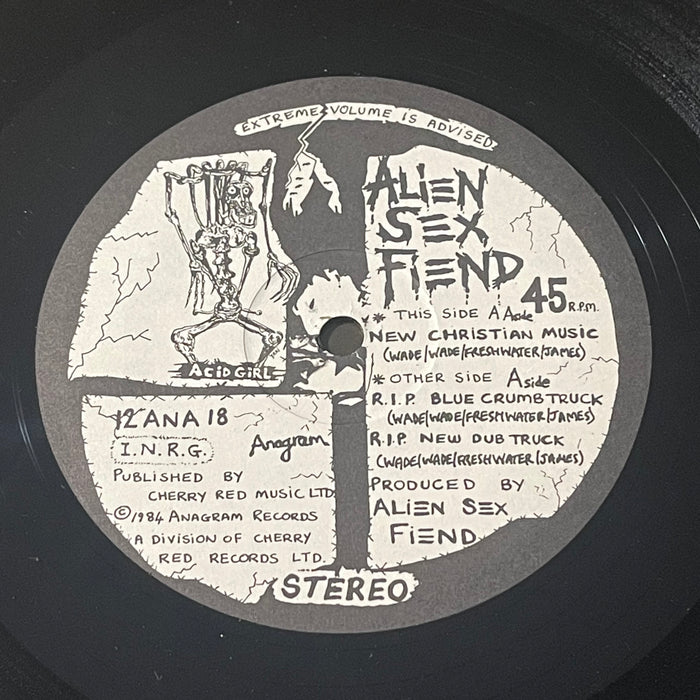 EXTREME VOLUME IS ADVISED
ACID GIRL
ALIEN
SEX
FIEND
45 R.P.M.
* THIS SIDE A Aside
NEW CHRISTIAN MUSIC
(WADE/WADE/FRESHWATER/JAMES)
* OTHER SIDE Aside
R.I.P. BLUE CRUMB TRUCK
(WADE/WADE/FRESHWATER/JAMES)
R.I.P. NEW DUB TRUCK
(WADE/WADE/FRESHWATER/JAMES)
PRODUCED BY
ALIEN SEX
FIEND
12 ANA 18
I.N.R.G.
Anagram
PUBLISHED BY
CHERRY RED MUSIC LTD
©1984 ANAGRAM RECORDS
A DIVISION OF CHERRY
RED RECORDS LTD.
STEREO